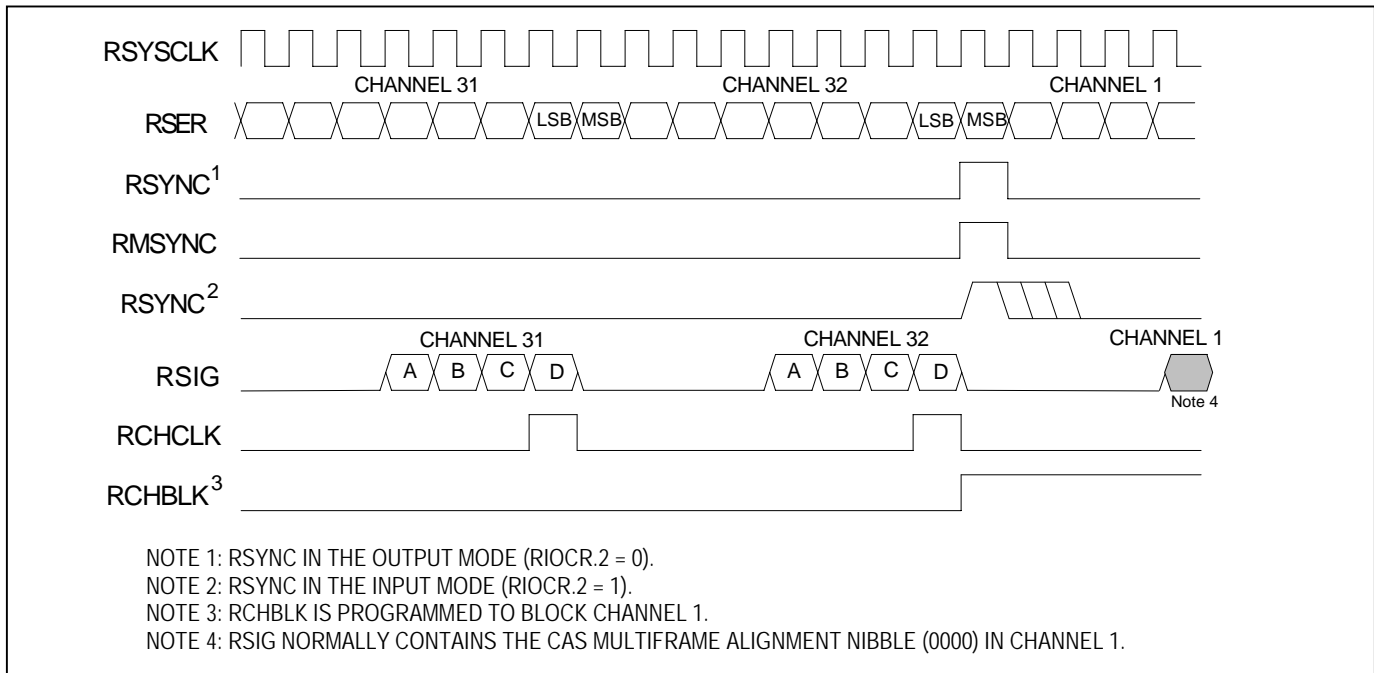 RSYSCLK
CHANNEL 31 CHANNEL 32 CHANNEL 1
RSER LSB MSB LSB MSB
RSYNC1
RMSYNC
RSYNC2
CHANNEL 31 CHANNEL 32 CHANNEL 1
RSIG A B C D A B C D
Note 4
RCHCLK
RCHBLK3
NOTE 1: RSYNC IN THE OUTPUT MODE (RIOCR.2 = 0).
NOTE 2: RSYNC IN THE INPUT MODE (RIOCR.2 = 1).
NOTE 3: RCHBLK IS PROGRAMMED TO BLOCK CHANNEL 1.
NOTE 4: RSIG NORMALLY CONTAINS THE CAS MULTIFRAME ALIGNMENT NIBBLE (0000) IN CHANNEL 1.